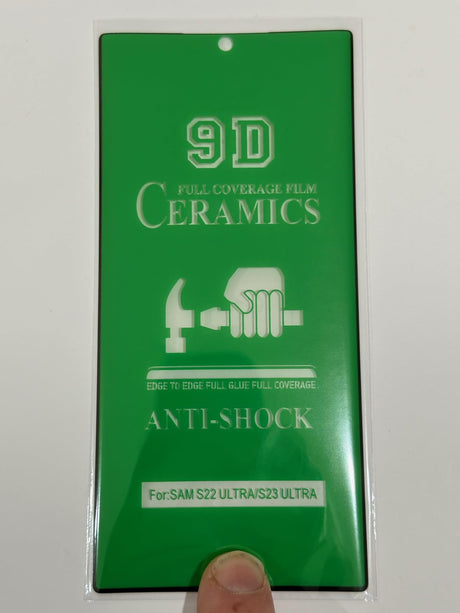 9D
FULL COVERAGE FILM
CERAMICS
EDGE TO EDGE FULL GLUE FULL COVERAGE.
ANTI-SHOCK
For:SAM S22 ULTRA/S23 ULTRA